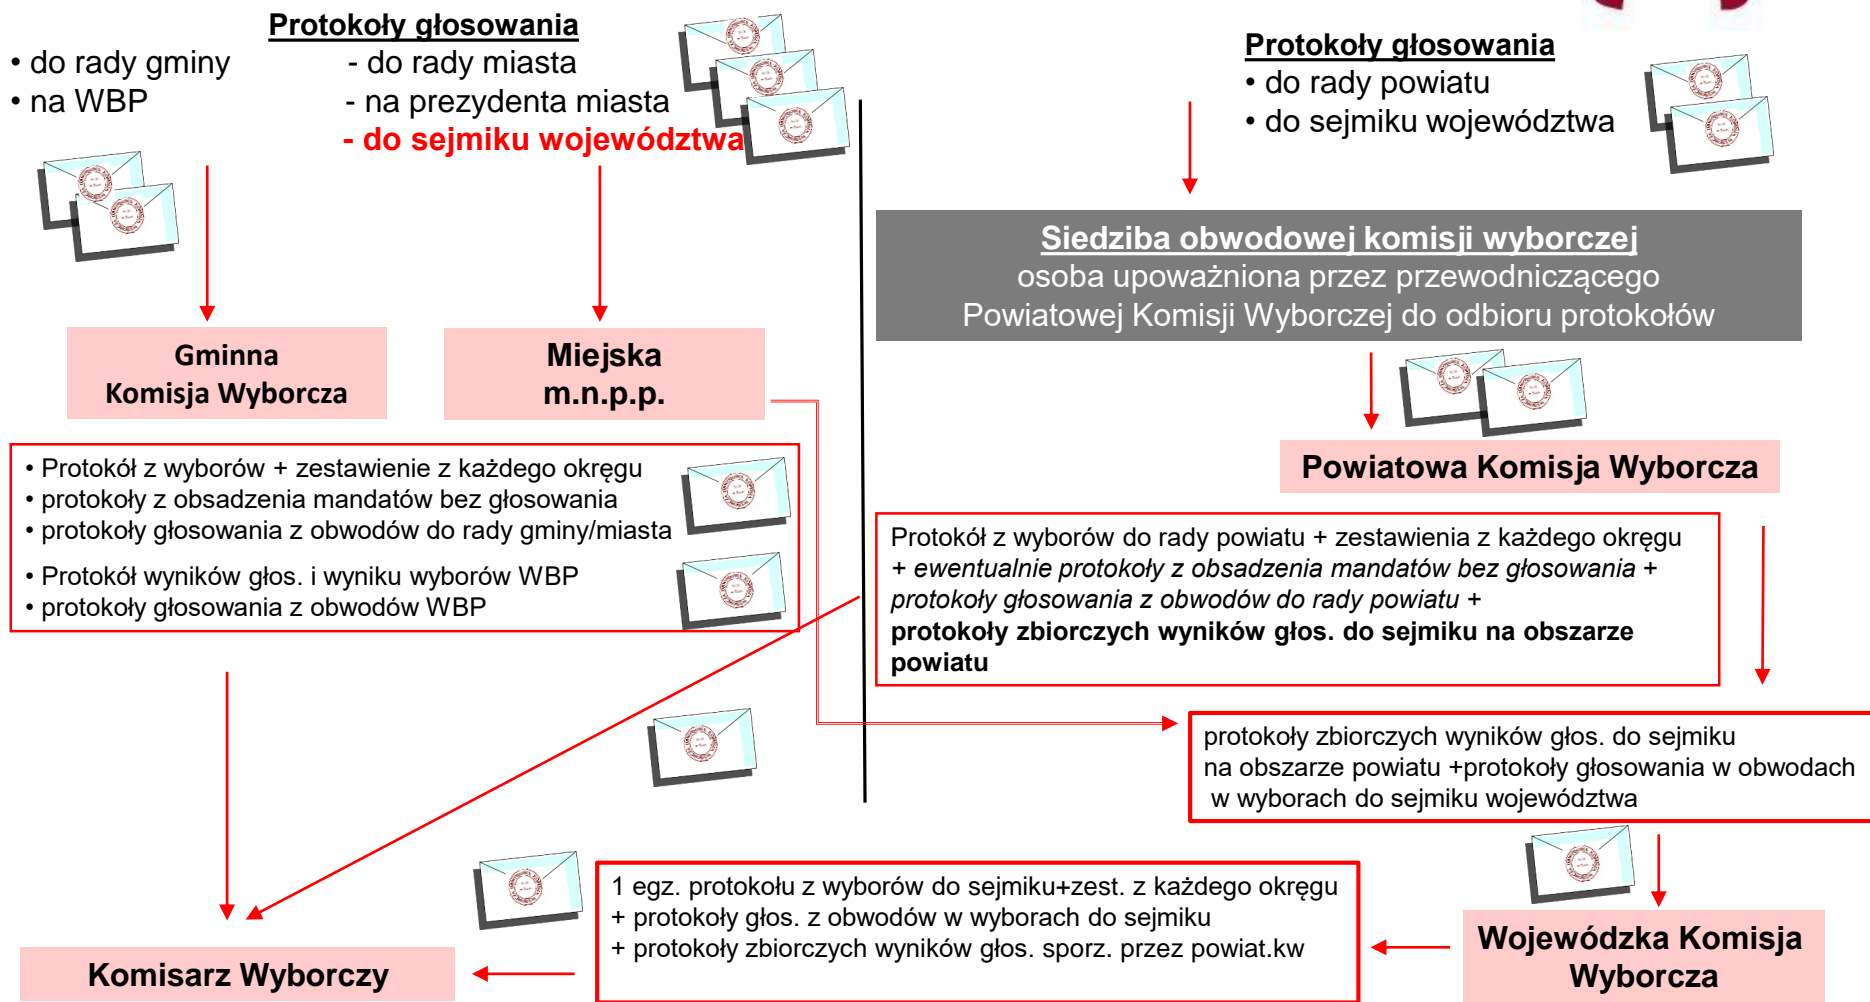 Protokoły głosowania
• do rady gminy
• na WBP
- do rady miasta
- na prezydenta miasta
- do sejmiku województwa
Protokoły głosowania
• do rady powiatu
• do sejmiku województwa
Siedziba obwodowej komisji wyborczej
osoba upoważniona przez przewodniczącego
Powiatowej Komisji Wyborczej do odbioru protokołów
Gminna
Komisja Wyborcza
Miejska
m.n.p.p.
Powiatowa Komisja Wyborcza
• Protokół z wyborów + zestawienie z każdego okręgu
• protokoły z obsadzenia mandatów bez głosowania
• protokoły głosowania z obwodów do rady gminy/miasta
• Protokół wyników głos. i wyniku wyborów WBP
• protokoły głosowania z obwodów WBP
Protokół z wyborów do rady powiatu + zestawienia z każdego okręgu
+ ewentualnie protokoły z obsadzenia mandatów bez głosowania +
protokoły głosowania z obwodów do rady powiatu +
protokoły zbiorczych wyników głos. do sejmiku na obszarze
powiatu
protokoły zbiorczych wyników głos. do sejmiku
na obszarze powiatu +protokoły głosowania w obwodach
w wyborach do sejmiku województwa
1 egz. protokołu z wyborów do sejmiku+zest. z każdego okręgu
+ protokoły głos. z obwodów w wyborach do sejmiku
+ protokoły zbiorczych wyników głos. sporz. przez powiat.kw
Wojewódzka Komisja
Wyborcza
Komisarz Wyborczy